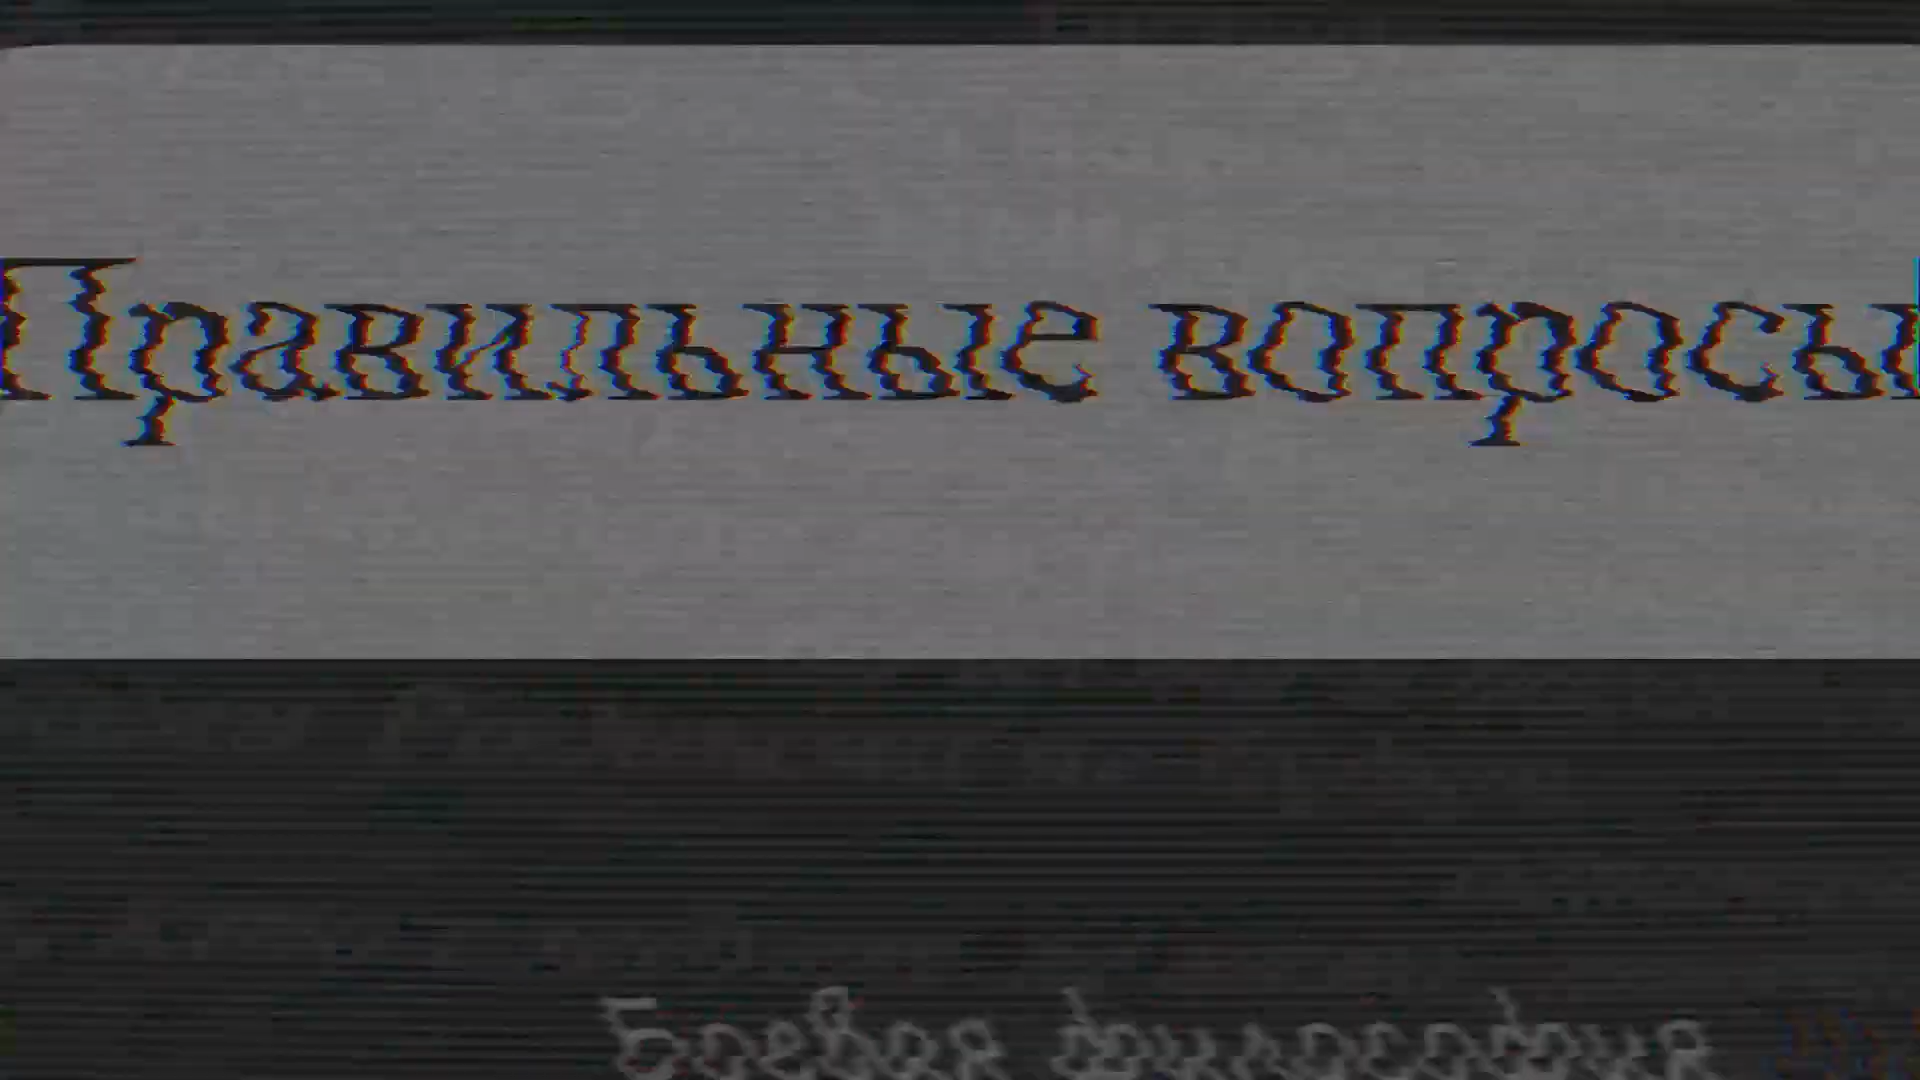 Правильные вопросы
Боевая философия